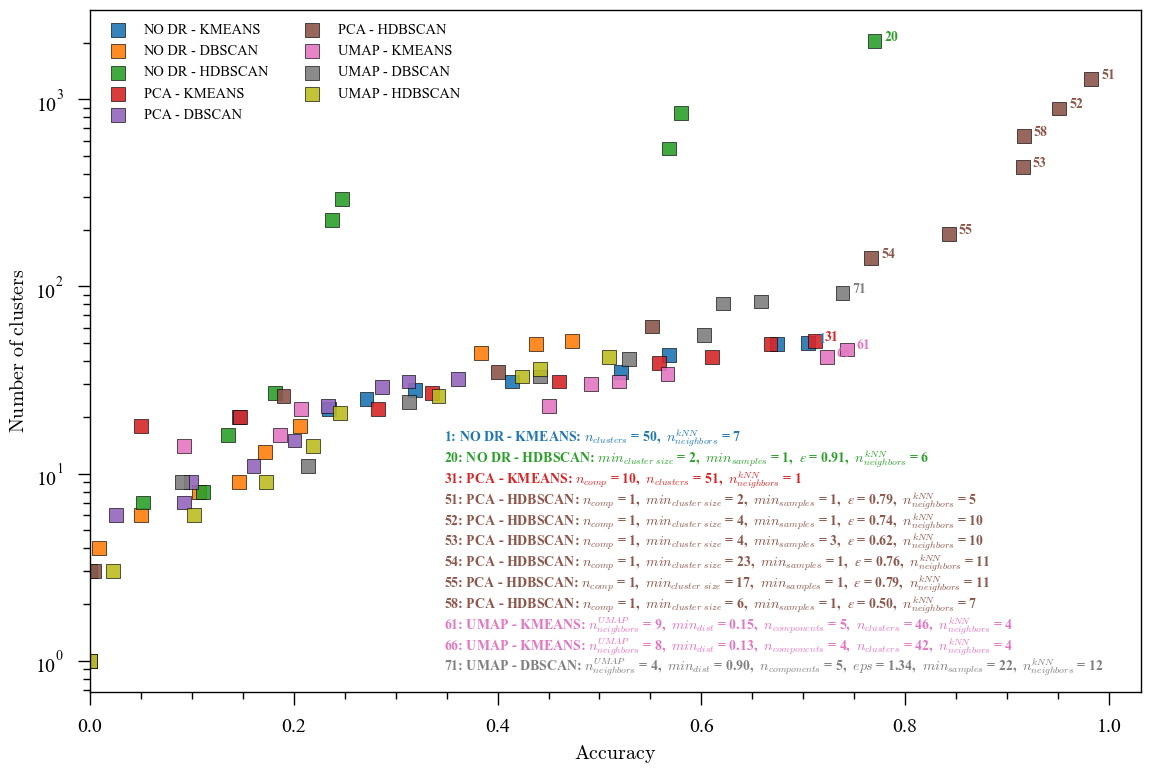 NO DR - KMEANS
NO DR - DBSCAN
NO DR - HDBSCAN
PCA - KMEANS
PCA - DBSCAN
PCA - HDBSCAN
UMAP - KMEANS
UMAP - DBSCAN
UMAP - HDBSCAN
20
51
52
58
53
55
54
71
31
61
1: NO DR - KMEANS: n_clusters = 50, n_neighbors^kNN = 7
20: NO DR - HDBSCAN: min_cluster size = 2, min_samples = 1, ε = 0.91, n_neighbors^kNN = 6
31: PCA - KMEANS: n_comp = 10, n_clusters = 51, n_neighbors^kNN = 1
51: PCA - HDBSCAN: n_comp = 1, min_cluster size = 2, min_samples = 1, ε = 0.79, n_neighbors^kNN = 5
52: PCA - HDBSCAN: n_comp = 1, min_cluster size = 4, min_samples = 1, ε = 0.74, n_neighbors^kNN = 10
53: PCA - HDBSCAN: n_comp = 1, min_cluster size = 4, min_samples = 3, ε = 0.62, n_neighbors^kNN = 10
54: PCA - HDBSCAN: n_comp = 1, min_cluster size = 23, min_samples = 1, ε = 0.76, n_neighbors^kNN = 11
55: PCA - HDBSCAN: n_comp = 1, min_cluster size = 17, min_samples = 1, ε = 0.79, n_neighbors^kNN = 11
58: PCA - HDBSCAN: n_comp = 1, min_cluster size = 6, min_samples = 1, ε = 0.50, n_neighbors^kNN = 7
61: UMAP - KMEANS: n_neighbors^UMAP = 9, min_dist = 0.15, n_components = 5, n_clusters = 46, n_neighbors^kNN = 4
66: UMAP - KMEANS: n_neighbors^UMAP = 8, min_dist = 0.13, n_components = 4, n_clusters = 42, n_neighbors^kNN = 4
71: UMAP - DBSCAN: n_neighbors^UMAP = 4, min_dist = 0.90, n_components = 5, eps = 1.34, min_samples = 22, n_neighbors^kNN = 12
10^3
10^2
10^1
10^0
Number of clusters
0.0 0.2 0.4 0.6 0.8 1.0
Accuracy